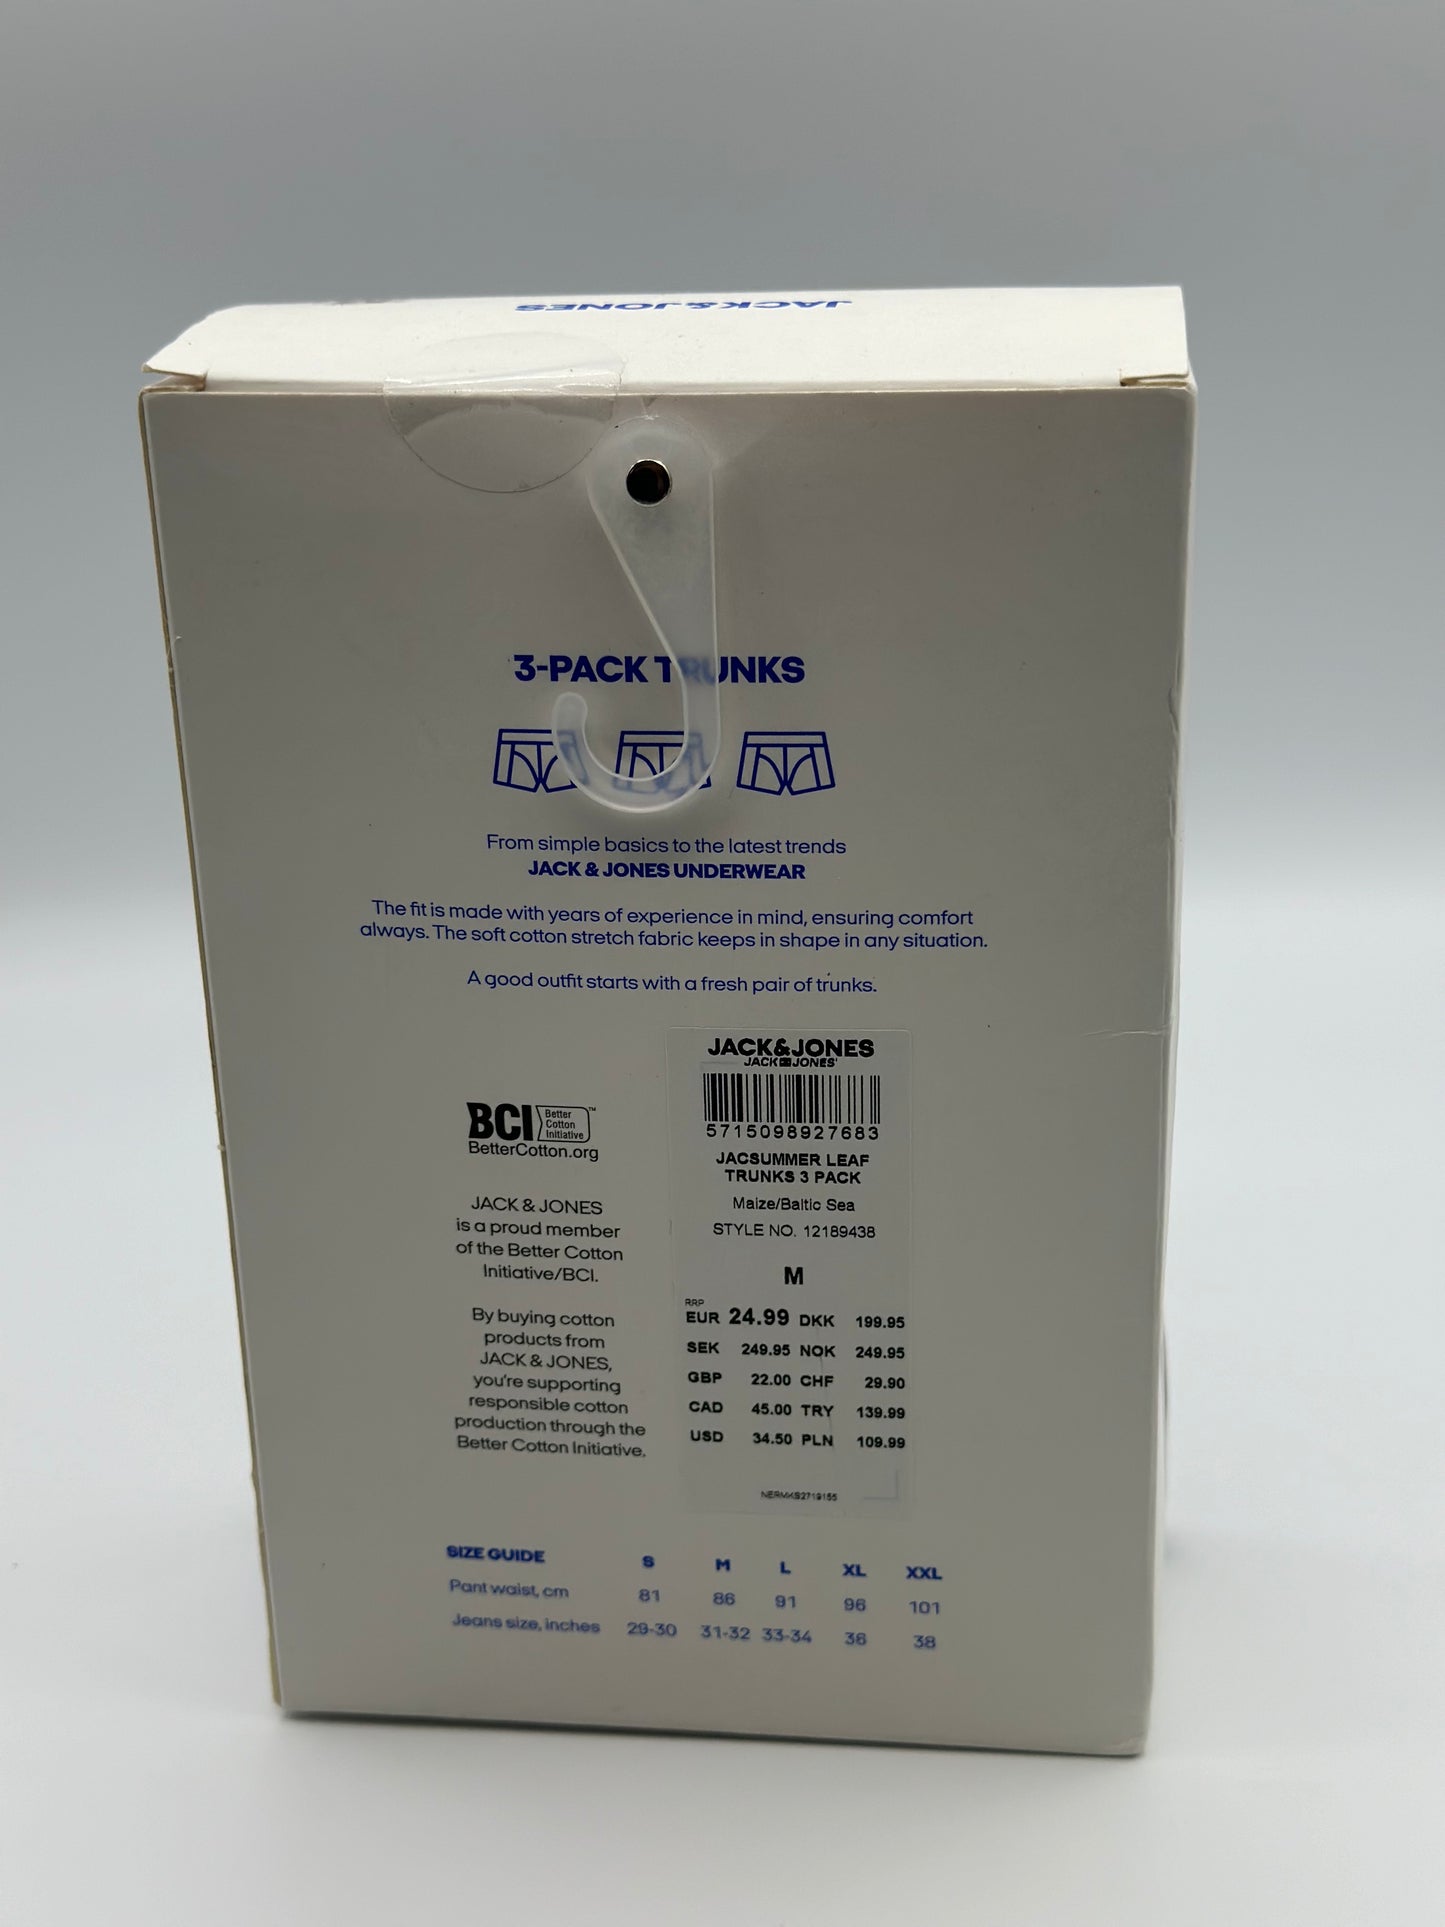 JACK&JONES
3-PACK TRUNKS
From simple basics to the latest trends
JACK & JONES UNDERWEAR
The fit is made with years of experience in mind, ensuring comfort
always. The soft cotton stretch fabric keeps in shape in any situation.
A good outfit starts with a fresh pair of trunks.
BCI Better
Cotton
Initiative ™
BetterCotton.org
JACK & JONES
is a proud member
of the Better Cotton
Initiative/BCI.
By buying cotton
products from
JACK & JONES,
you're supporting
responsible cotton
production through the
Better Cotton Initiative.
JACK&JONES
JACK JONES
5715098927683
JACSUMMER LEAF
TRUNKS 3 PACK
Maize/Baltic Sea
STYLE NO. 12189438
M
RRP
EUR 24.99 DKK 199.95
SEK 249.95 NOK 249.95
GBP 22.00 CHF 29.90
CAD 45.00 TRY 139.99
USD 34.50 PLN 109.99
NERMKS2719155
SIZE GUIDE S M L XL XXL
Pant waist, cm 81 86 91 96 101
Jeans size, inches 29-30 31-32 33-34 36 38